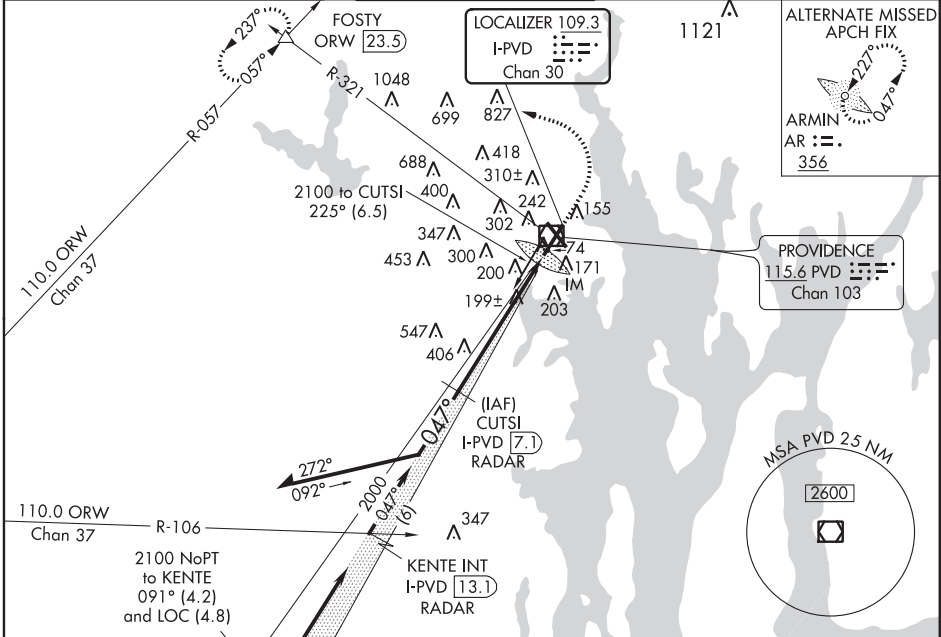 FOSTY
ORW 23.5
237°
057°
R-321
R-057
110.0 ORW
Chan 37
LOCALIZER 109.3
I-PVD
Chan 30
1121
ALTERNATE MISSED
APCH FIX
227°
047°
ARMIN
AR
356
1048
699
827
418
688
310±
400
2100 to CUTSI
225° (6.5)
242
302
155
347
300
453
200
74
171
IM
199±
203
PROVIDENCE
115.6 PVD
Chan 103
547
406
(IAF)
CUTSI
I-PVD 7.1
RADAR
047°
272°
092°
2000
047°
(6)
MSA PVD 25 NM
2600
110.0 ORW
Chan 37
R-106
347
KENTE INT
I-PVD 13.1
RADAR
2100 NoPT
to KENTE
091° (4.2)
and LOC (4.8)